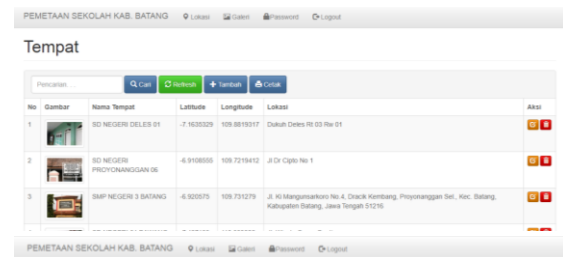 PEMETAAN SEKOLAH KAB. BATANG Lokasi Galeri Password Logout
Tempat
Pencarian ... Cari Refresh Tambah Cetak
No Gambar Nama Tempat Latitude Longitude Lokasi Aksi
1 SD NEGERI DELES 01 -7.1635329 109.8819317 Dukuh Deles Rt 03 Rw 01
2 SD NEGERI -6.9108555 109.7219412 Jl Dr Cipto No 1
PROYONANGGAN 06
3 SMP NEGERI 3 BATANG -6.920575 109.731279 Jl. Ki Mangunsarkoro No.4, Dracik Kembang, Proyonanggan Sel., Kec. Batang,
Kabupaten Batang, Jawa Tengah 51216
PEMETAAN SEKOLAH KAB. BATANG Lokasi Galeri Password Logout